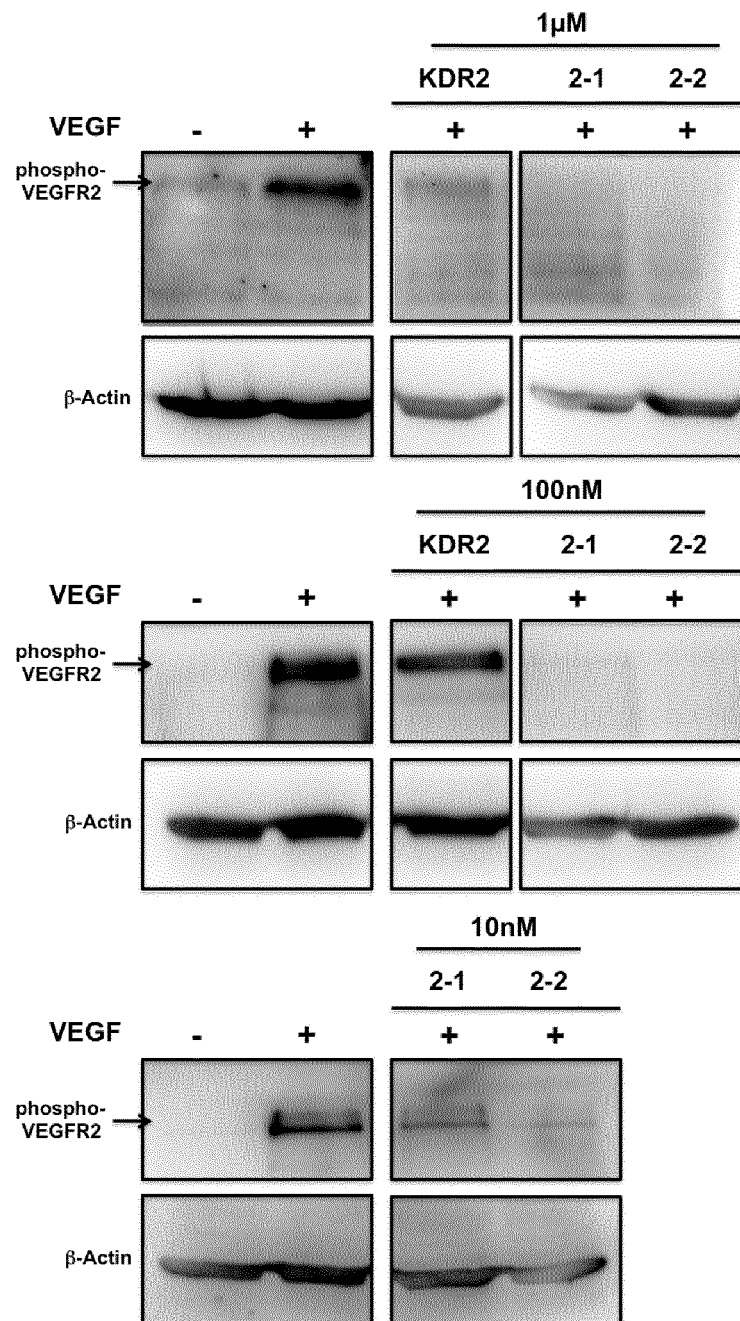 1µM
KDR2 2-1 2-2
VEGF - + + + +
phospho-
VEGFR2
β-Actin
100nM
KDR2 2-1 2-2
VEGF - + + + +
phospho-
VEGFR2
β-Actin
10nM
2-1 2-2
VEGF - + + +
phospho-
VEGFR2
β-Actin